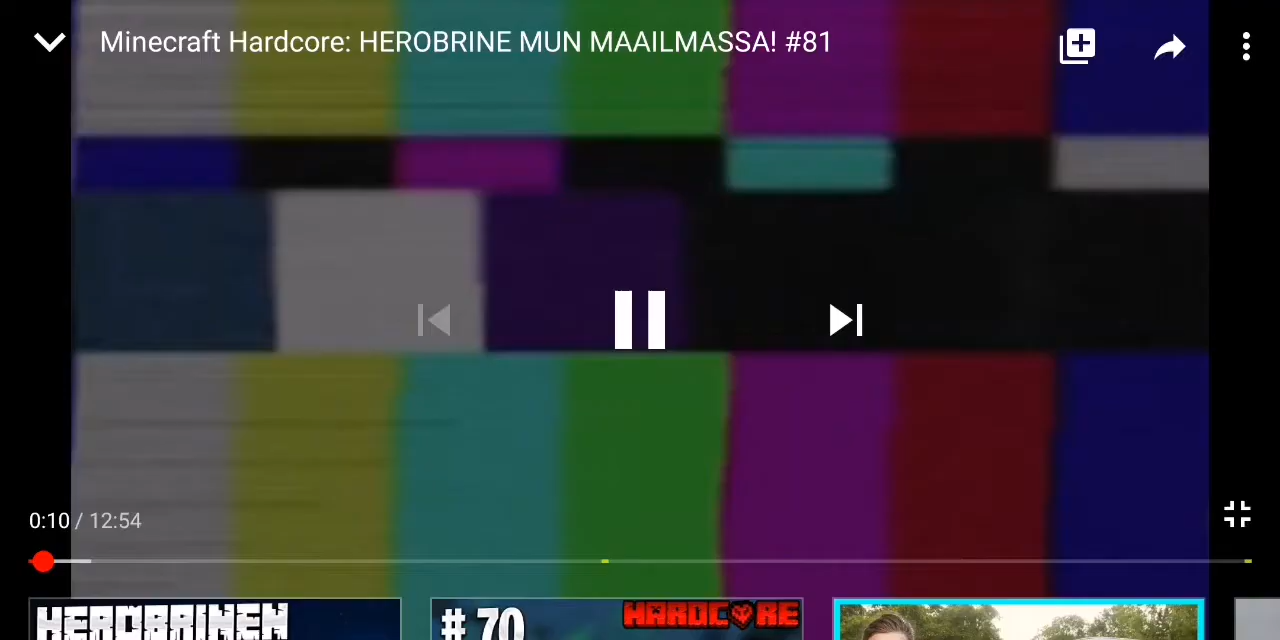 Minecraft Hardcore: HEROBRINE MUN MAAILMASSA! #81
0:10 / 12:54
HEROBRINEN
# 70
HARDCORE